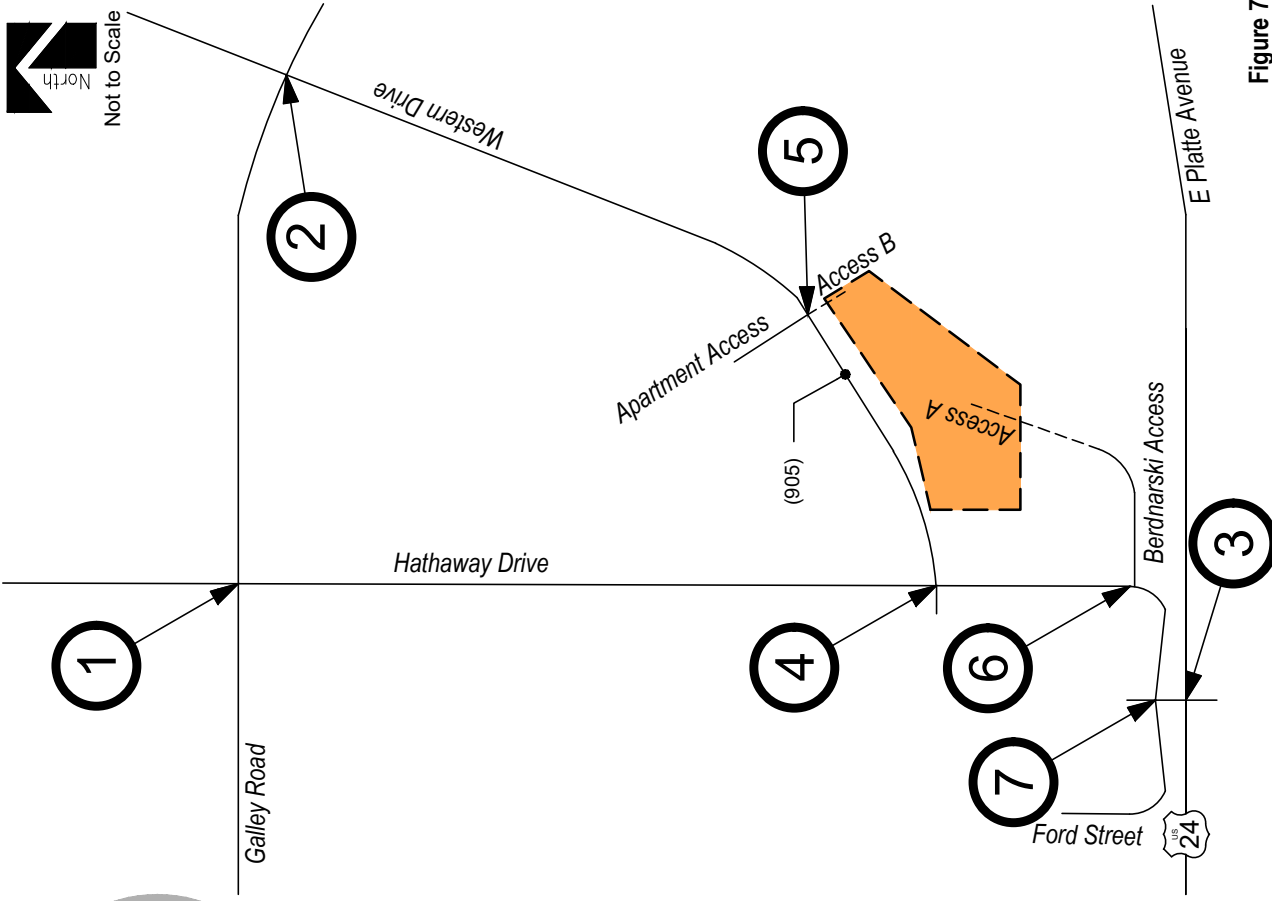 North
Not to Scale
Western Drive
1
2
5
Access B
Apartment Access
(905)
Access A
E Platte Avenue
Figure 7
Hathaway Drive
Berdnarski Access
3
4
6
7
Galley Road
Ford Street
US
24